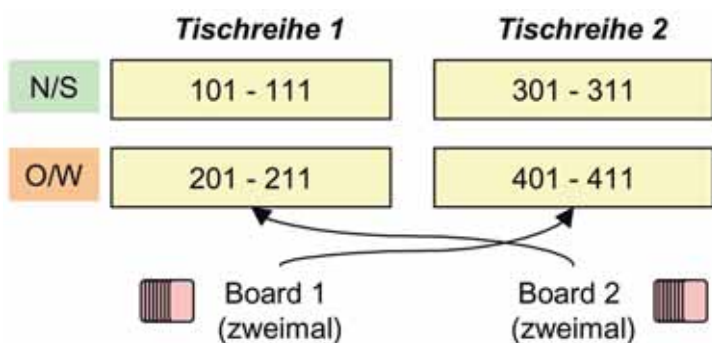 Tischreihe 1 Tischreihe 2
N/S 101 - 111 301 - 311
O/W 201 - 211 401 - 411
Board 1 Board 2
(zweimal) (zweimal)